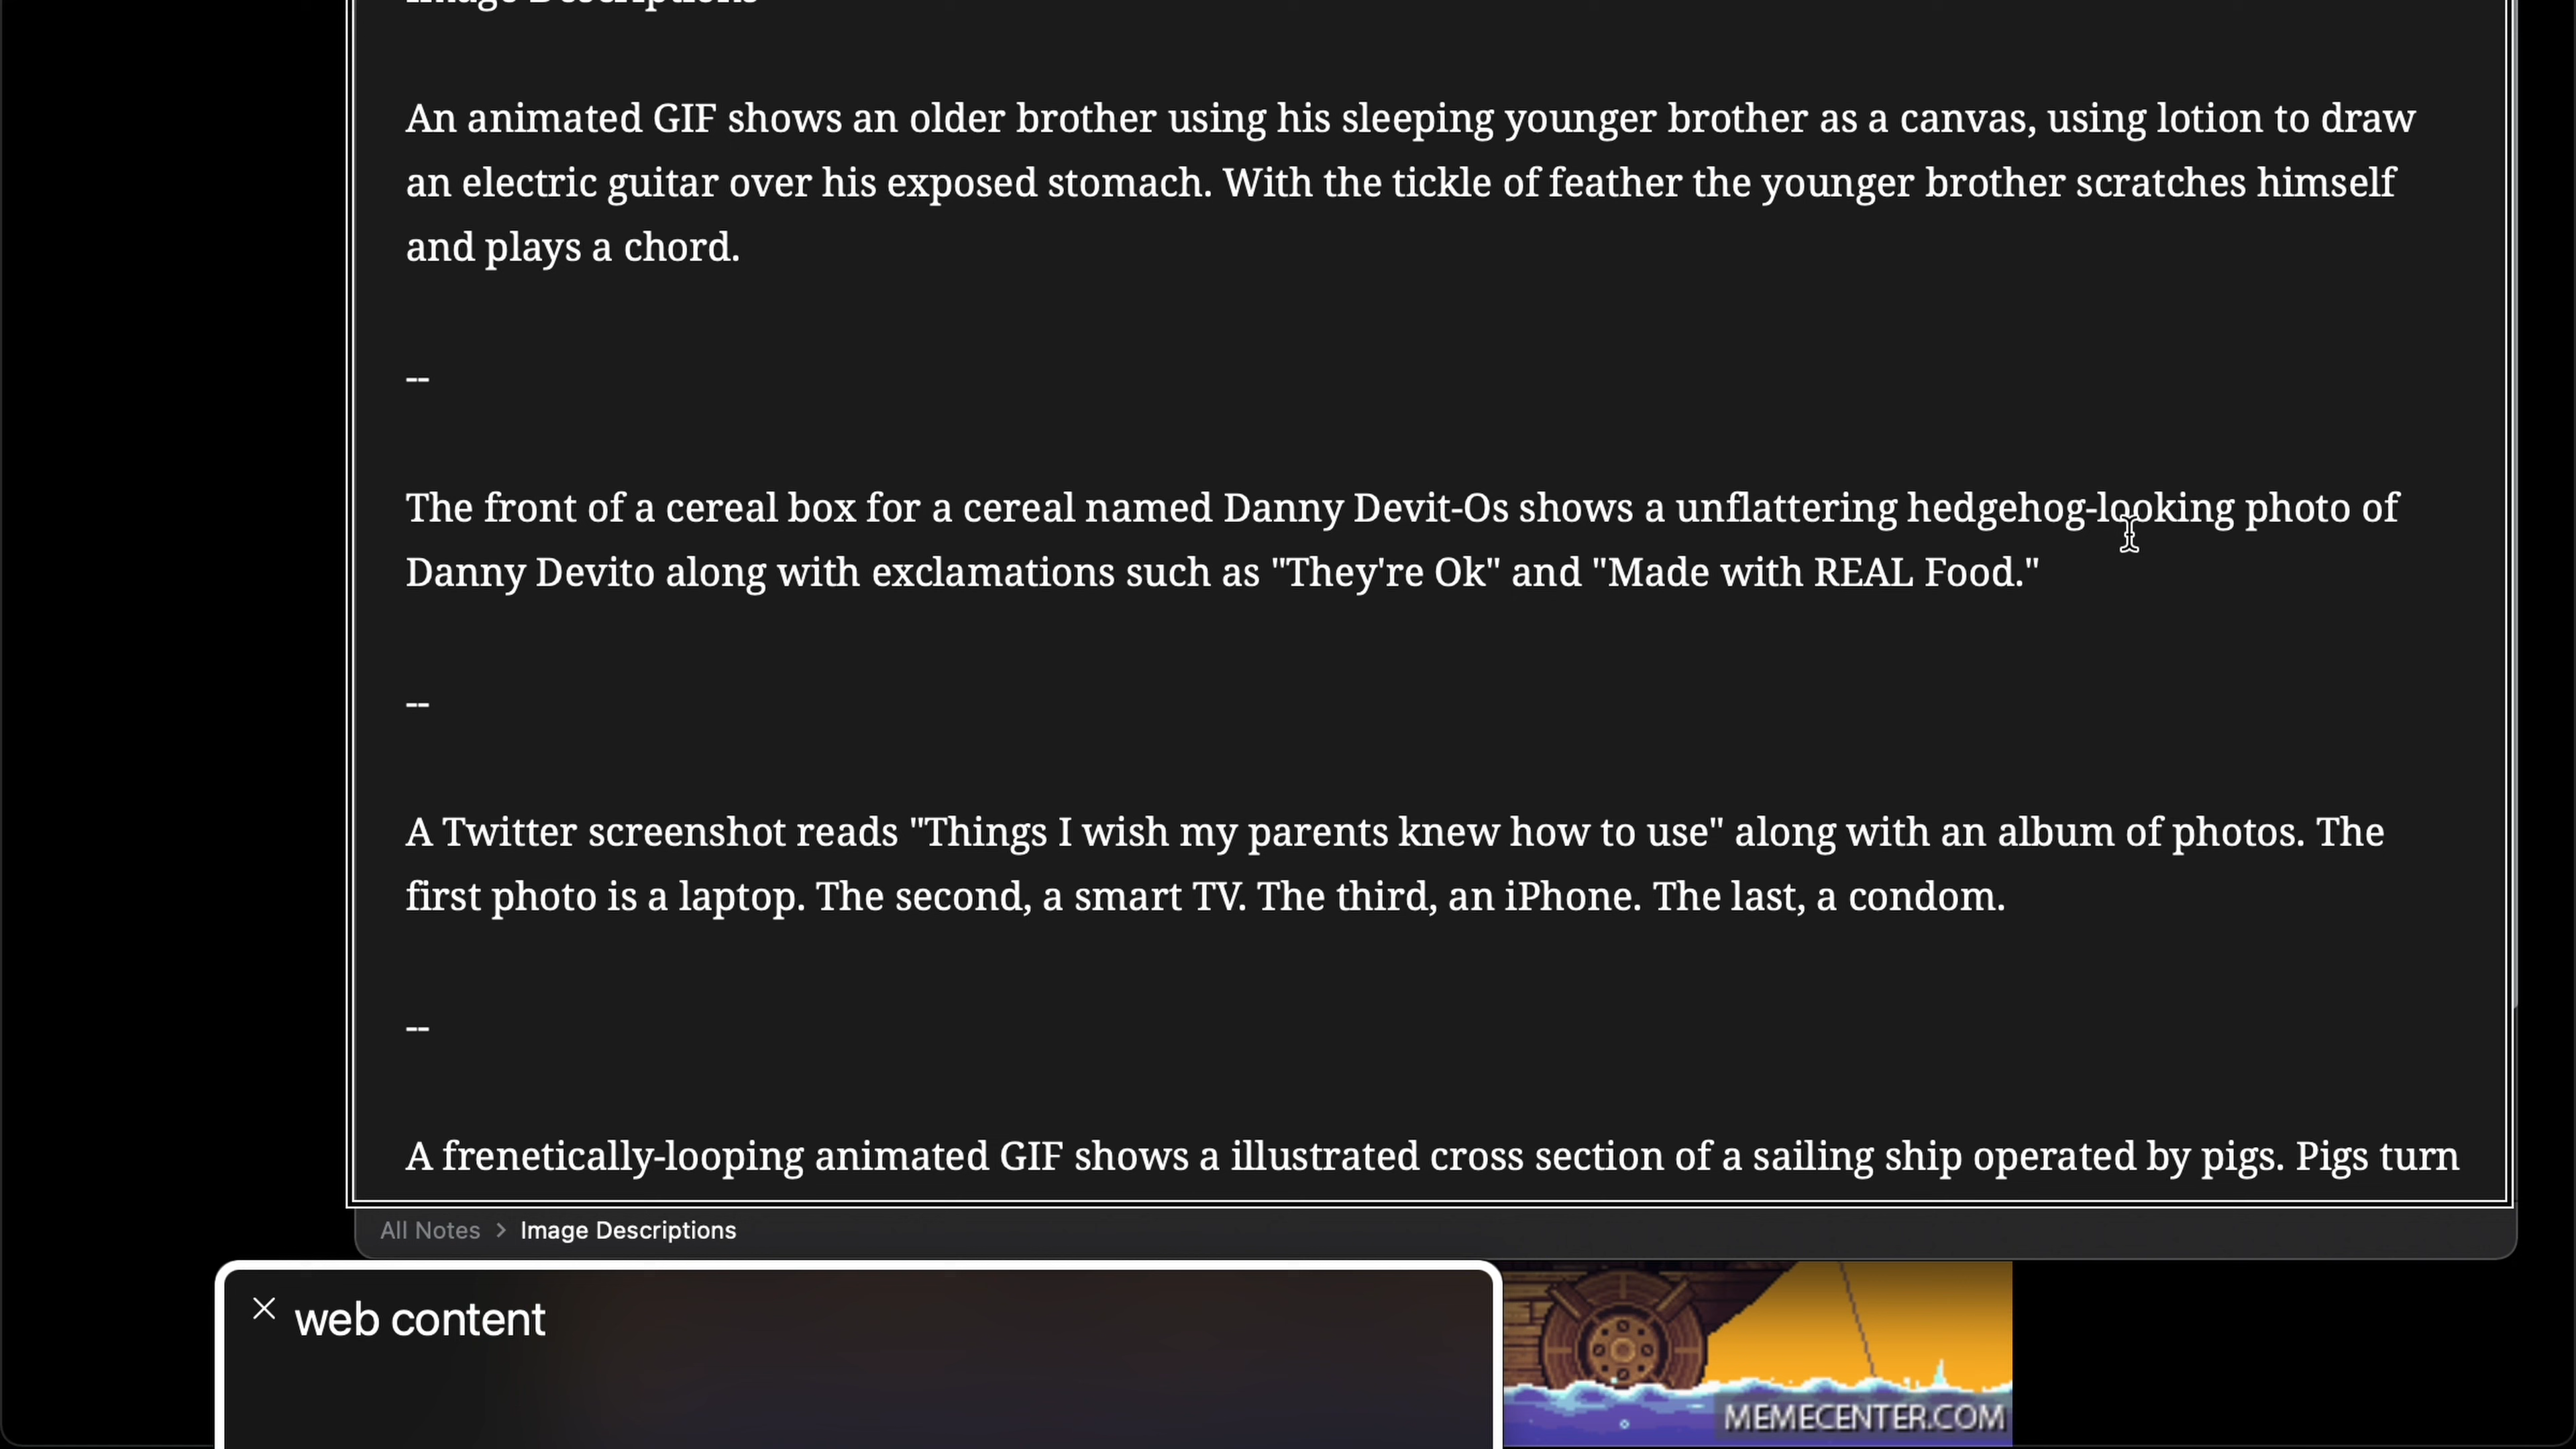 Image Descriptions
An animated GIF shows an older brother using his sleeping younger brother as a canvas, using lotion to draw
an electric guitar over his exposed stomach. With the tickle of feather the younger brother scratches himself
and plays a chord.
--
The front of a cereal box for a cereal named Danny Devit-Os shows a unflattering hedgehog-looking photo of
Danny Devito along with exclamations such as "They're Ok" and "Made with REAL Food."
--
A Twitter screenshot reads "Things I wish my parents knew how to use" along with an album of photos. The
first photo is a laptop. The second, a smart TV. The third, an iPhone. The last, a condom.
--
A frenetically-looping animated GIF shows a illustrated cross section of a sailing ship operated by pigs. Pigs turn
All Notes > Image Descriptions
× web content
MEMECENTER.COM